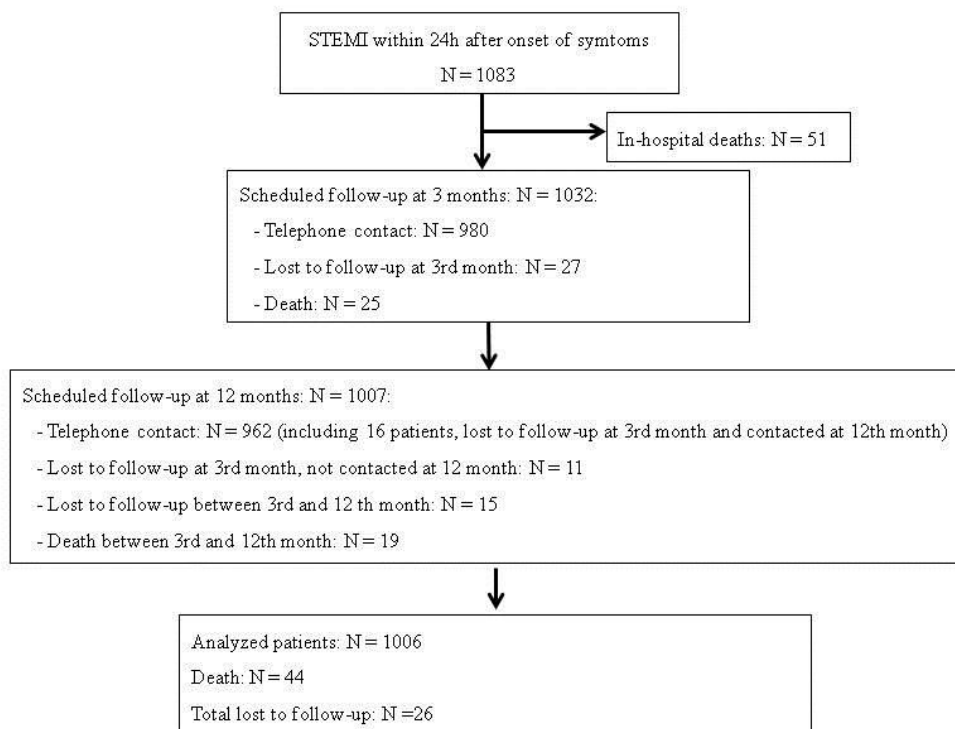 STEMI within 24h after onset of symtoms
N = 1083
In-hospital deaths: N = 51
Scheduled follow-up at 3 months: N = 1032:
- Telephone contact: N = 980
- Lost to follow-up at 3rd month: N = 27
- Death: N = 25
Scheduled follow-up at 12 months: N = 1007:
- Telephone contact: N = 962 (including 16 patients, lost to follow-up at 3rd month and contacted at 12th month)
- Lost to follow-up at 3rd month, not contacted at 12 month: N = 11
- Lost to follow-up between 3rd and 12 th month: N = 15
- Death between 3rd and 12th month: N = 19
Analyzed patients: N = 1006
Death: N = 44
Total lost to follow-up: N =26